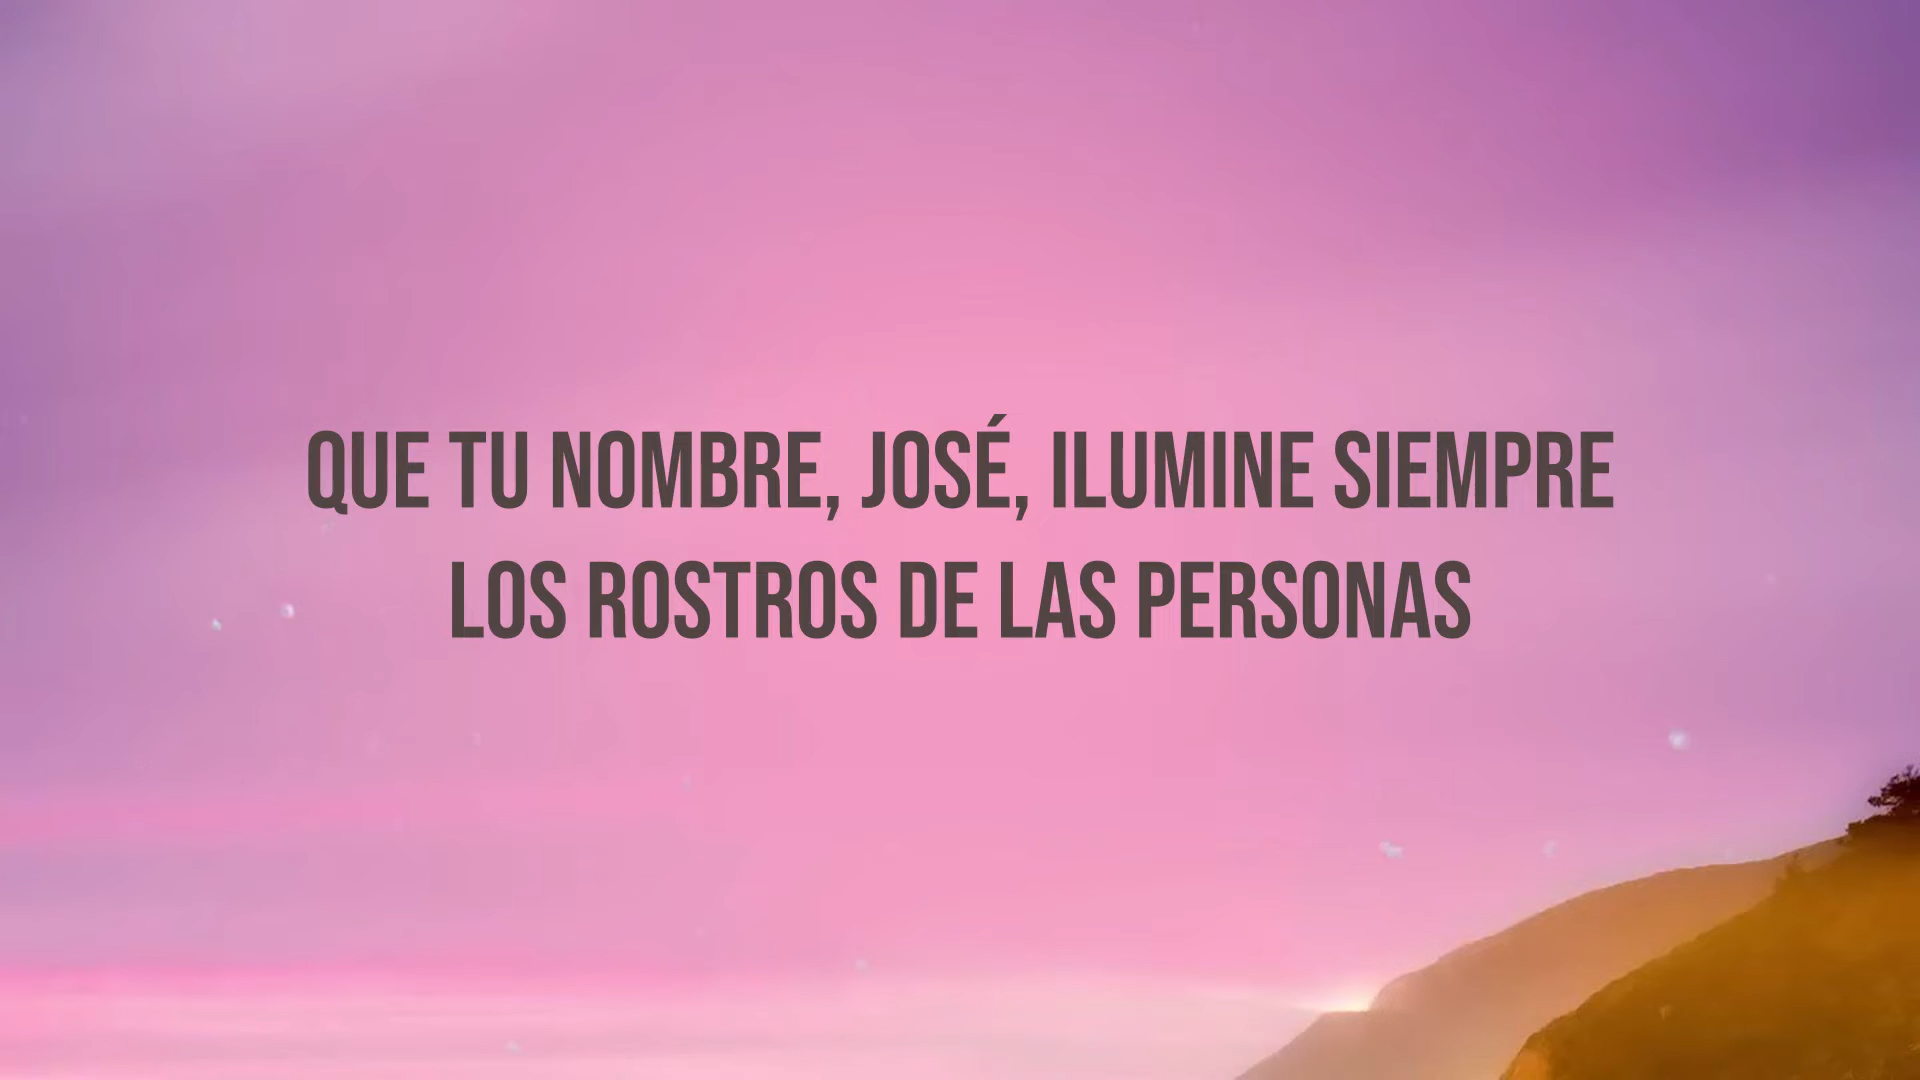 QUE TU NOMBRE, JOSÉ, ILUMINE SIEMPRE
LOS ROSTROS DE LAS PERSONAS